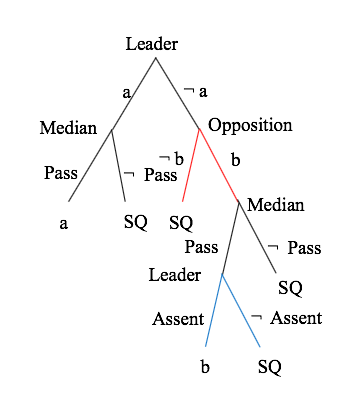 Leader
a
¬ a
Median
Opposition
¬ b
b
Pass
¬ Pass
a
SQ
SQ
Median
Pass
¬ Pass
Leader
SQ
Assent
¬ Assent
b
SQ